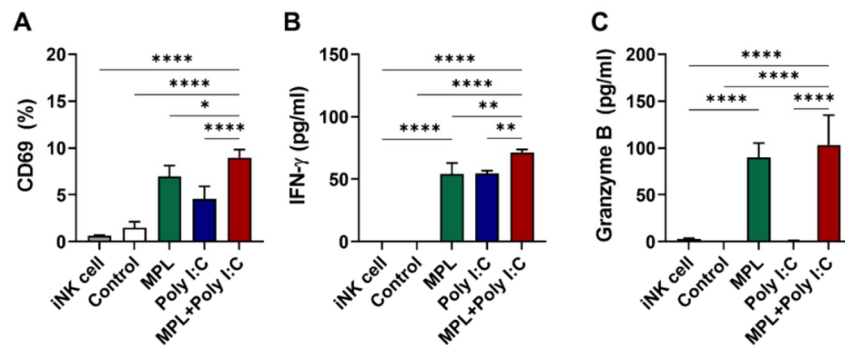 A
CD69 (%)
20
15
10
5
0
****
****
*
****
iNK cell
Control
MPL
Poly I:C
MPL+Poly I:C
B
IFN-γ (pg/ml)
150
100
50
0
****
****
**
****
**
iNK cell
Control
MPL
Poly I:C
MPL+Poly I:C
C
Granzyme B (pg/ml)
200
150
100
50
0
****
****
****
****
iNK cell
Control
MPL
Poly I:C
MPL+Poly I:C